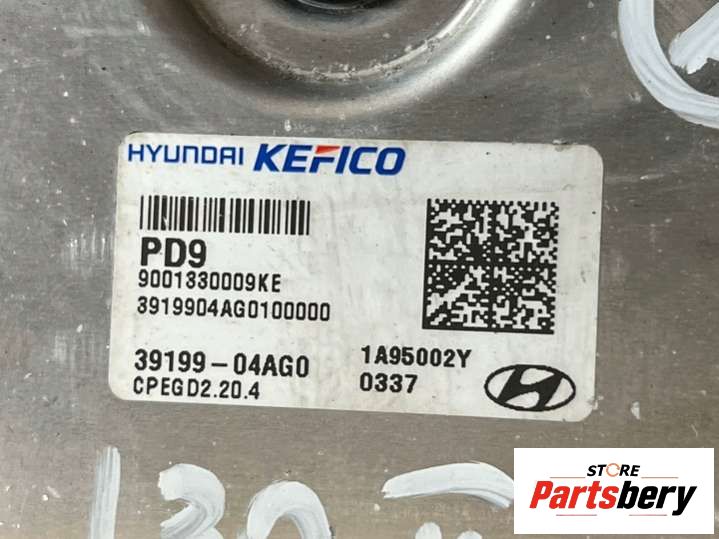 HYUNDAI KEFICO
PD9
9001330009KE
3919904AG0100000
39199-04AG0
1A95002Y
CPEGD2.20.4
0337
STORE
Partsbery